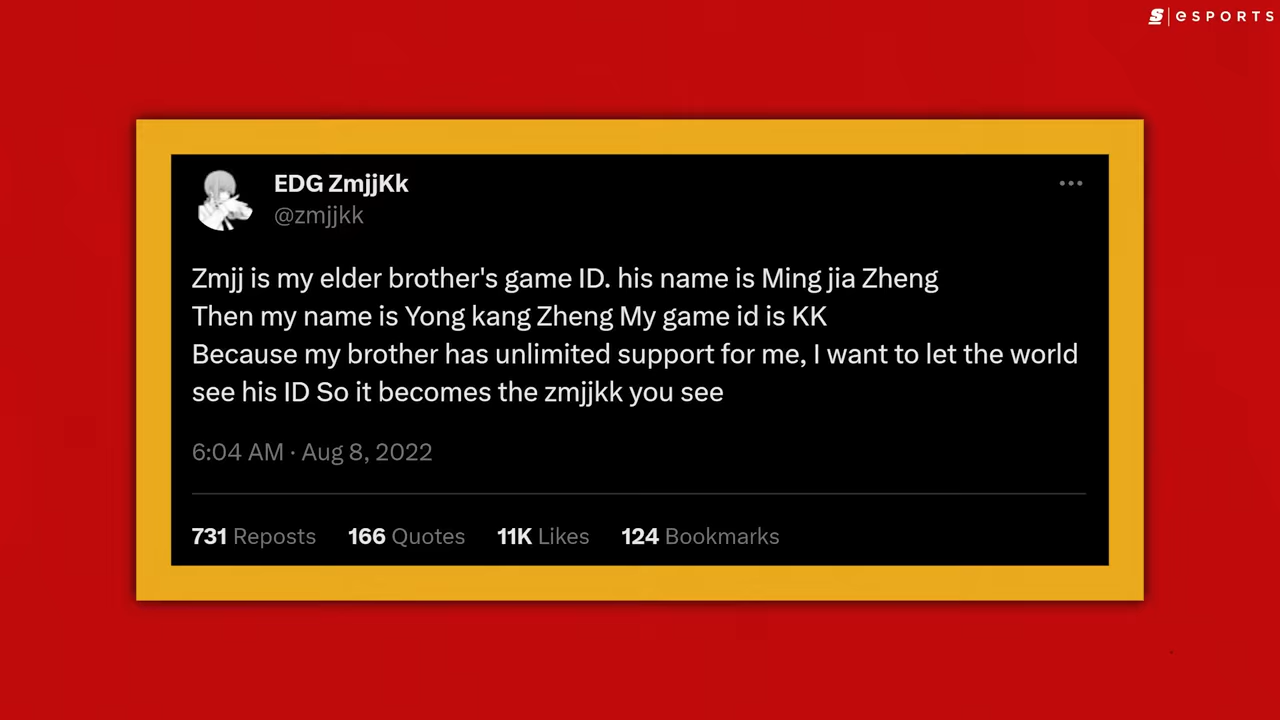 S | eSPORTS
EDG ZmjjKk
@zmjjkk
Zmjj is my elder brother's game ID. his name is Ming jia Zheng
Then my name is Yong kang Zheng My game id is KK
Because my brother has unlimited support for me, I want to let the world
see his ID So it becomes the zmjjkk you see
6:04 AM · Aug 8, 2022
731 Reposts 166 Quotes 11K Likes 124 Bookmarks